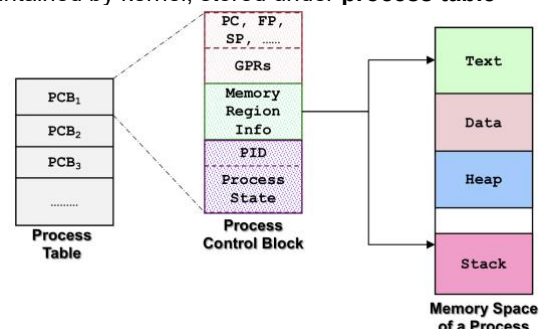 ntained by kernel, stored under process table
PC, FP,
SP, ……
GPRs
Memory
Region
Info
PID
Process
State
Process
Control Block
PCB1
PCB2
PCB3
………
Process
Table
Text
Data
Heap
Stack
Memory Space
of a Process